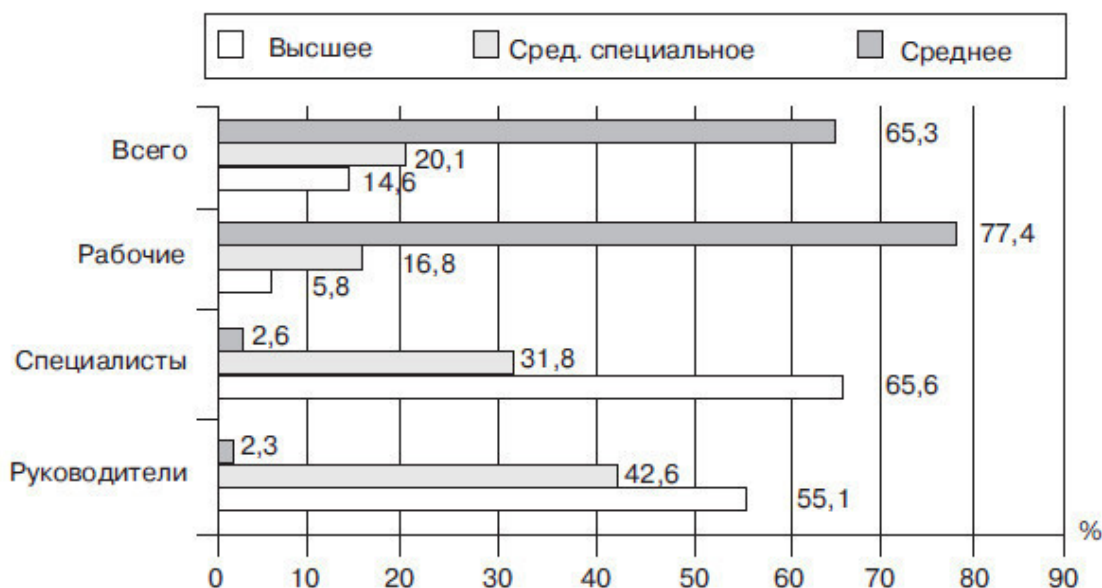 Высшее Сред. специальное Среднее
Всего
65,3
20,1
14,6
Рабочие
77,4
16,8
5,8
Специалисты
2,6
31,8
65,6
Руководители
2,3
42,6
55,1
%
0 10 20 30 40 50 60 70 80 90